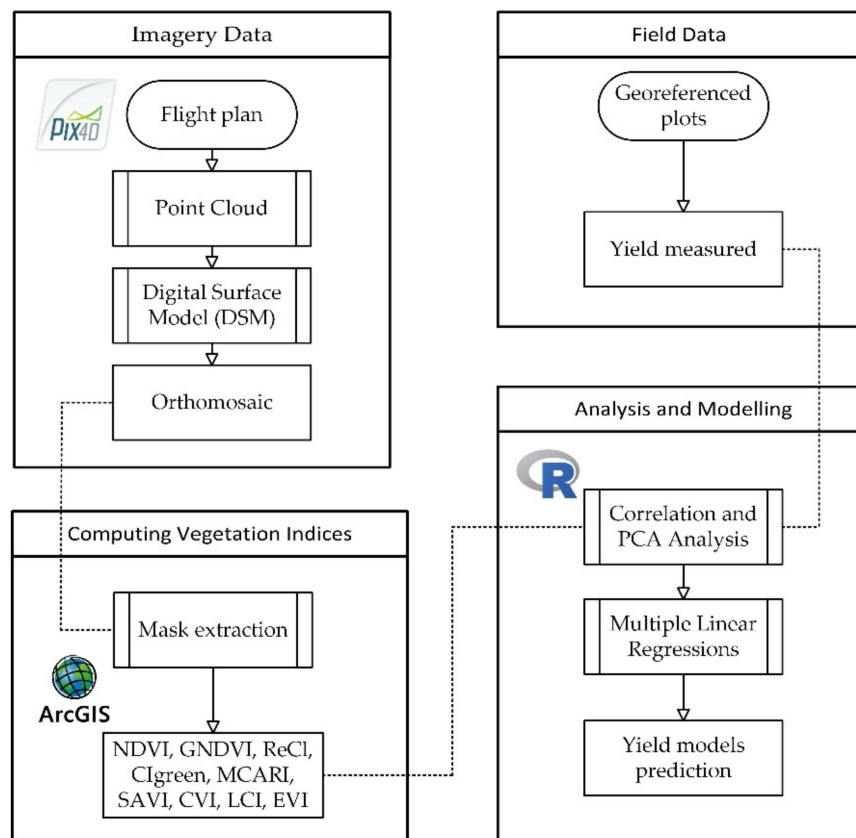 Imagery Data
PIX4D
Flight plan
Point Cloud
Digital Surface
Model (DSM)
Orthomosaic
Field Data
Georeferenced
plots
Yield measured
Computing Vegetation Indices
Mask extraction
ArcGIS
NDVI, GNDVI, ReCl,
CIgreen, MCARI,
SAVI, CVI, LCI, EVI
Analysis and Modelling
R
Correlation and
PCA Analysis
Multiple Linear
Regressions
Yield models
prediction